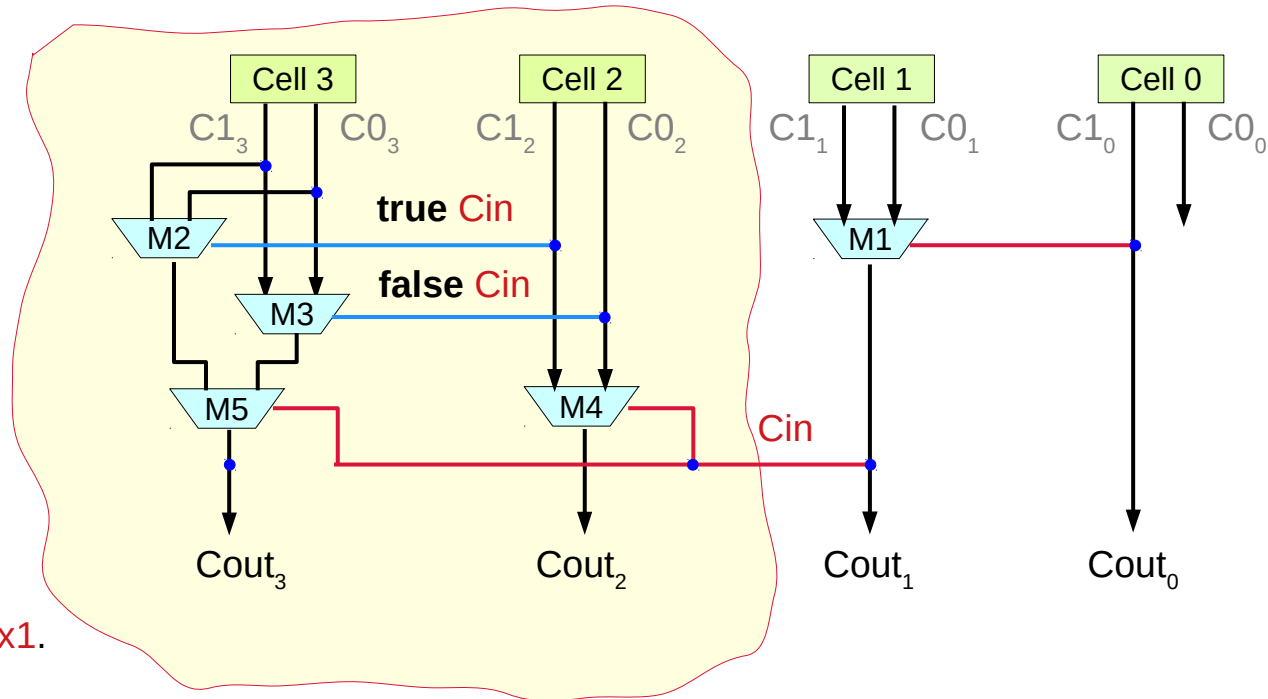 Cell 3 Cell 2 Cell 1 Cell 0
C1₃ C0₃ C1₂ C0₂ C1₁ C0₁ C1₀ C0₀
true Cin
M2 M1
false Cin
M3
M5 M4
Cin
Cout₃ Cout₂ Cout₁ Cout₀
x1.